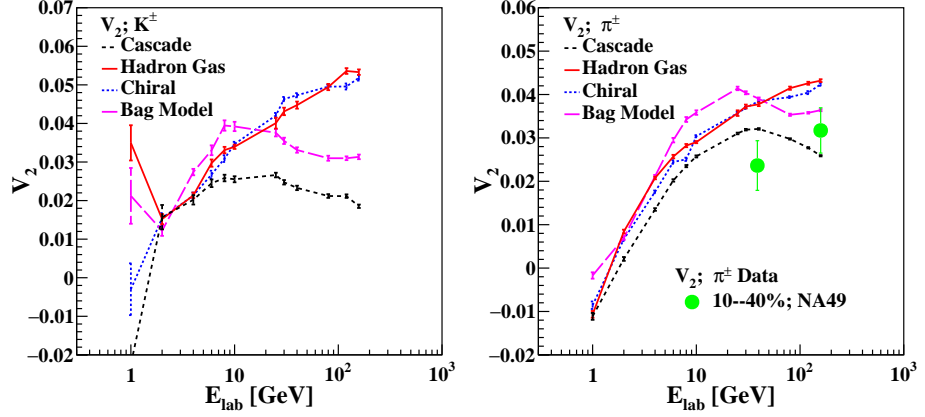 V₂; K±
Cascade
Hadron Gas
Chiral
Bag Model
V₂
0.07
0.06
0.05
0.04
0.03
0.02
0.01
0
−0.01
−0.02
1
10
10²
10³
E_lab [GeV]
V₂; π±
Cascade
Hadron Gas
Chiral
Bag Model
V₂
0.06
0.05
0.04
0.03
0.02
0.01
0
−0.01
−0.02
V₂; π± Data
10--40%; NA49
1
10
10²
10³
E_lab [GeV]